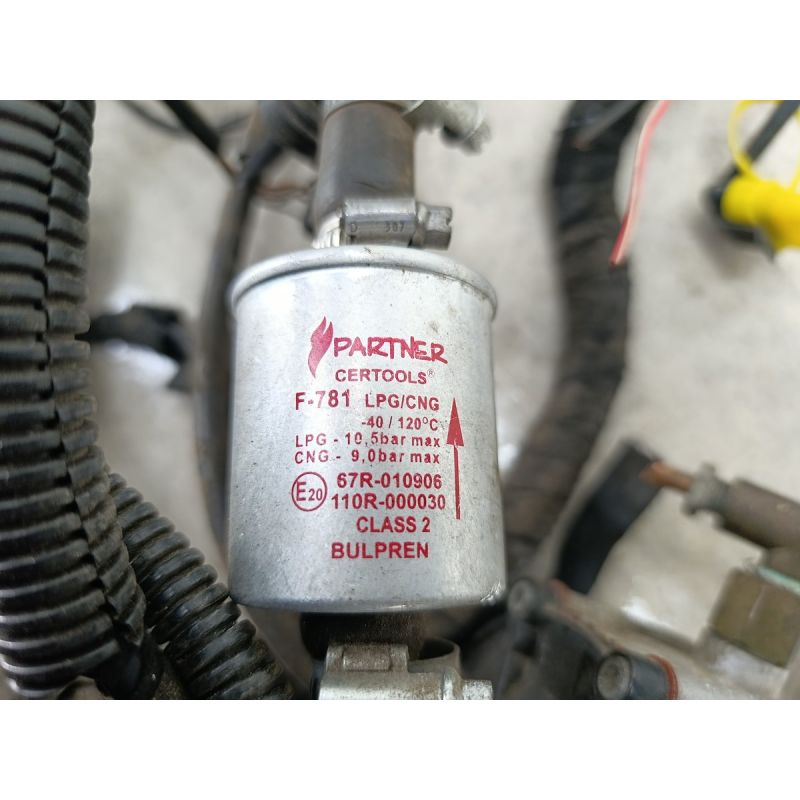 D 387
PARTNER
CERTOOLS®
F-781 LPG/CNG
-40 / 120°C
LPG - 10,5bar max
CNG - 9,0bar max
E20
67R-010906
110R-000030
CLASS 2
BULPREN